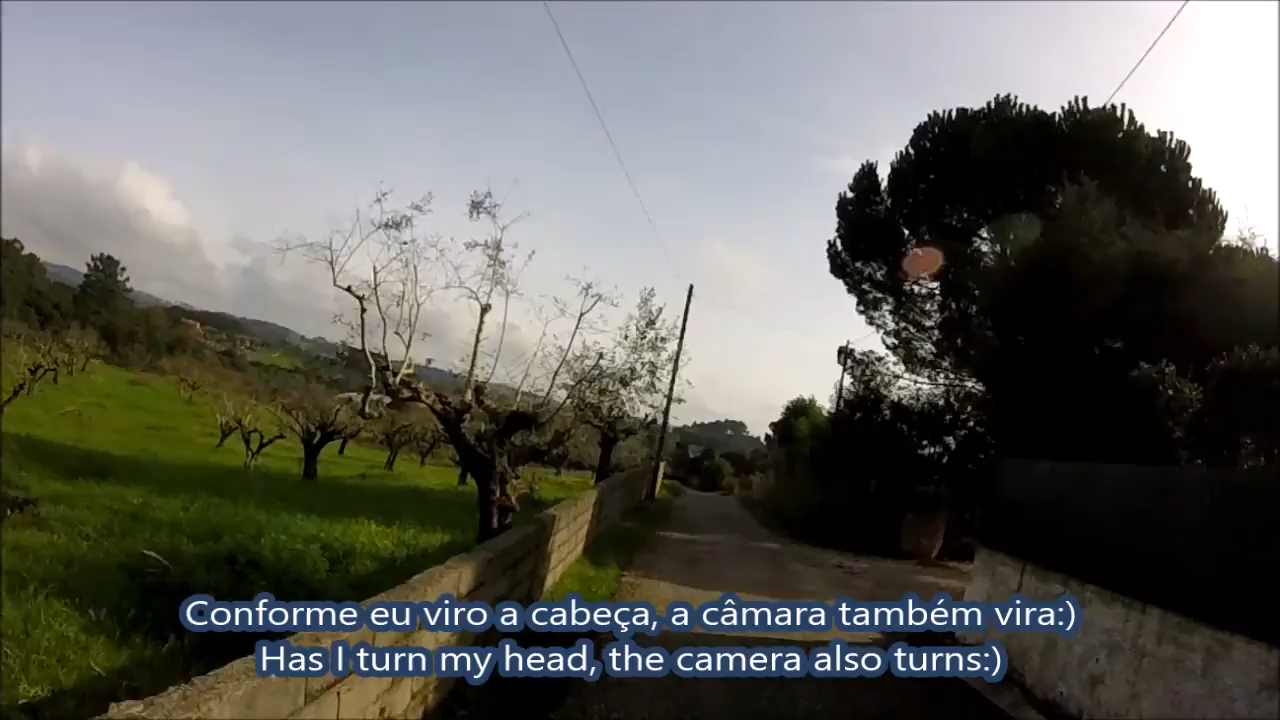 Conforme eu viro a cabeça, a câmara também vira:)
Has I turn my head, the camera also turns:)